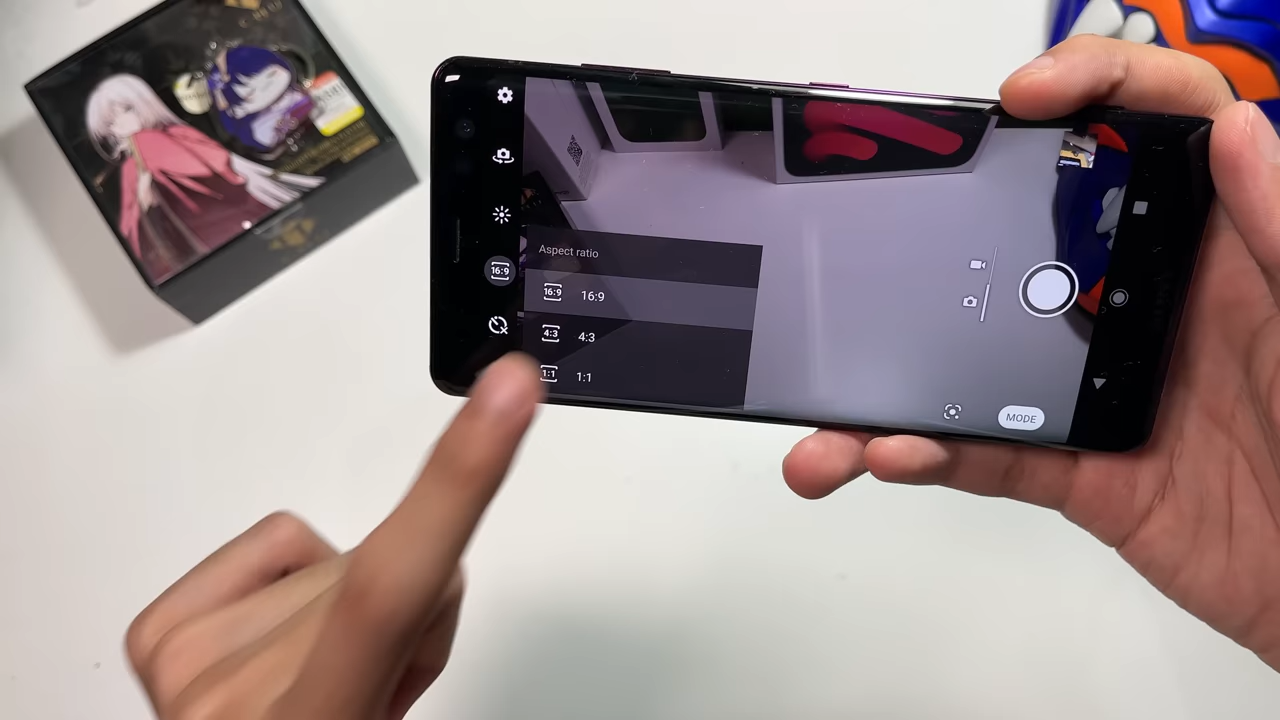 16:9
Aspect ratio
16:9 16:9
4:3 4:3
1:1 1:1
MODE